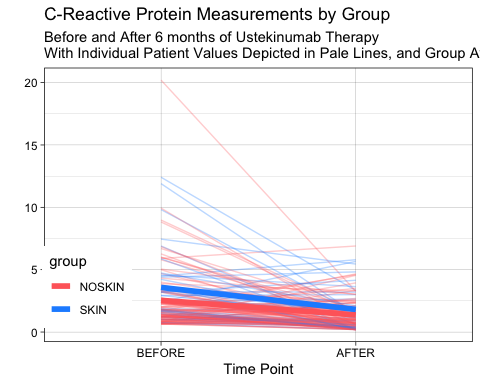 C-Reactive Protein Measurements by Group
Before and After 6 months of Ustekinumab Therapy
With Individual Patient Values Depicted in Pale Lines, and Group A
20
15
10
5
0
group
NOSKIN
SKIN
BEFORE
AFTER
Time Point